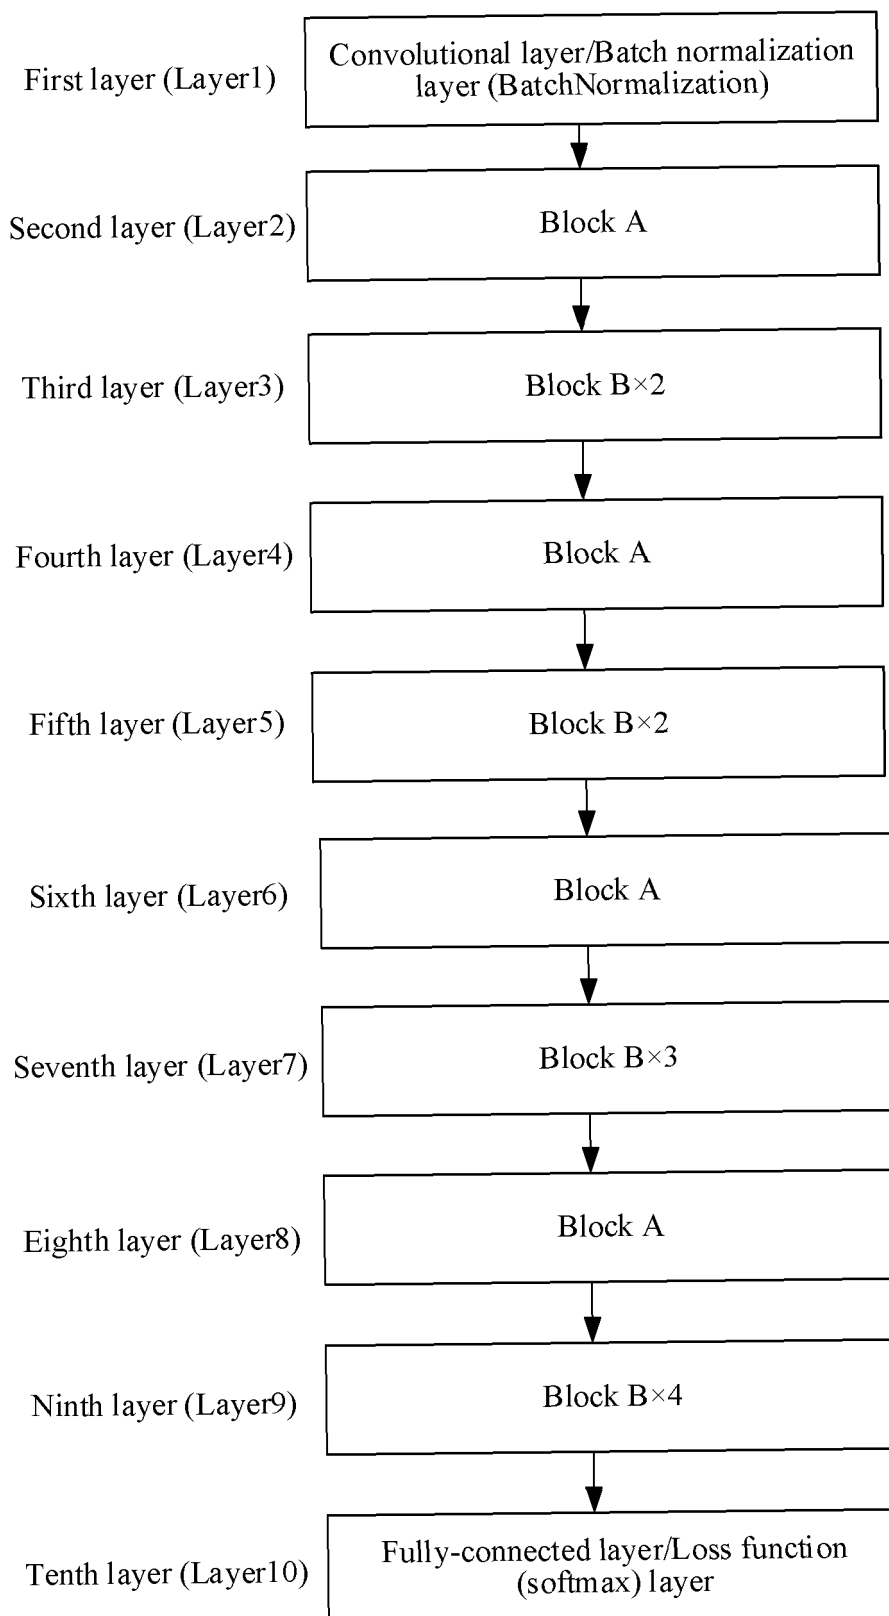 First layer (Layer1)
Convolutional layer/Batch normalization
layer (BatchNormalization)
Second layer (Layer2)
Block A
Third layer (Layer3)
Block B×2
Fourth layer (Layer4)
Block A
Fifth layer (Layer5)
Block B×2
Sixth layer (Layer6)
Block A
Seventh layer (Layer7)
Block B×3
Eighth layer (Layer8)
Block A
Ninth layer (Layer9)
Block B×4
Tenth layer (Layer10)
Fully-connected layer/Loss function
(softmax) layer